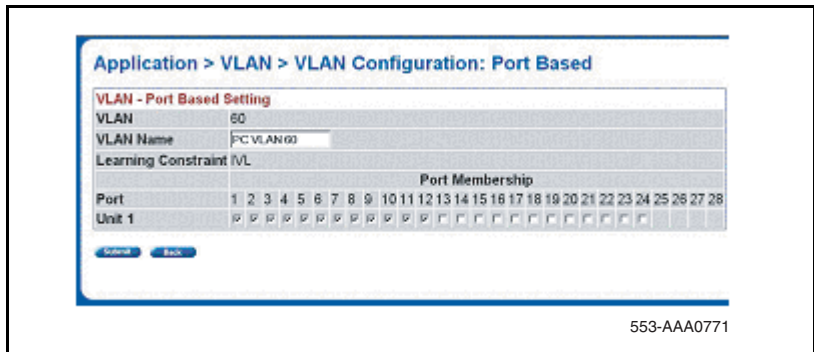 Application > VLAN > VLAN Configuration: Port Based
VLAN - Port Based Setting
VLAN 60
VLAN Name PC VLAN 60
Learning Constraint IVL
Port Membership
Port 1 2 3 4 5 6 7 8 9 10 11 12 13 14 15 16 17 18 19 20 21 22 23 24 25 26 27 28
Unit 1
Submit Back
553-AAA0771